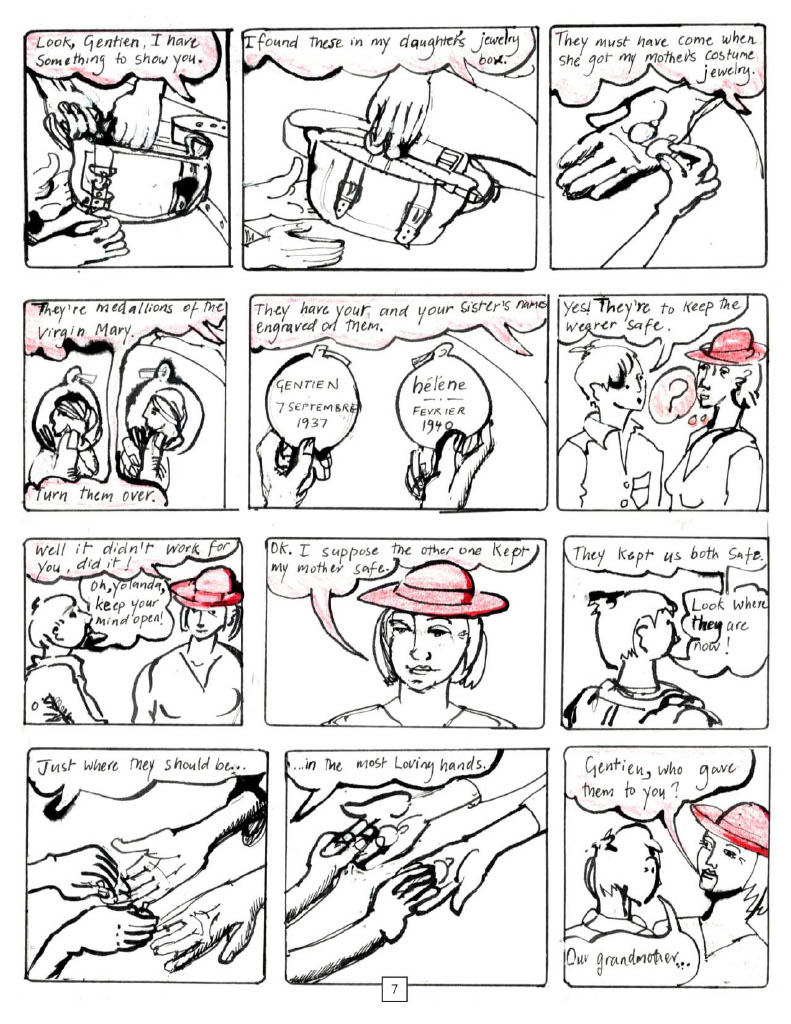 Look, Gentien, I have
Something to show you.
I found these in my daughter's jewelry
box.
They must have come when
she got my mother's costume
jewelry.
They're medallions of the
Virgin Mary.
Turn them over.
They have your and your sister's names
engraved on them.
GENTIEN
7 SEPTEMBRE
1937
hélène
FEVRIER
1940
Yes! They're to keep the
wearer safe.
?
Well it didn't work for
you, did it!
Oh, Yolanda,
keep your
mind open!
OK. I suppose the other one kept
my mother safe.
They kept us both safe.
Look where
they are
now!
Just where they should be...
...in the most Loving hands.
Gentien, who gave
them to you?
Our grandmother...
7